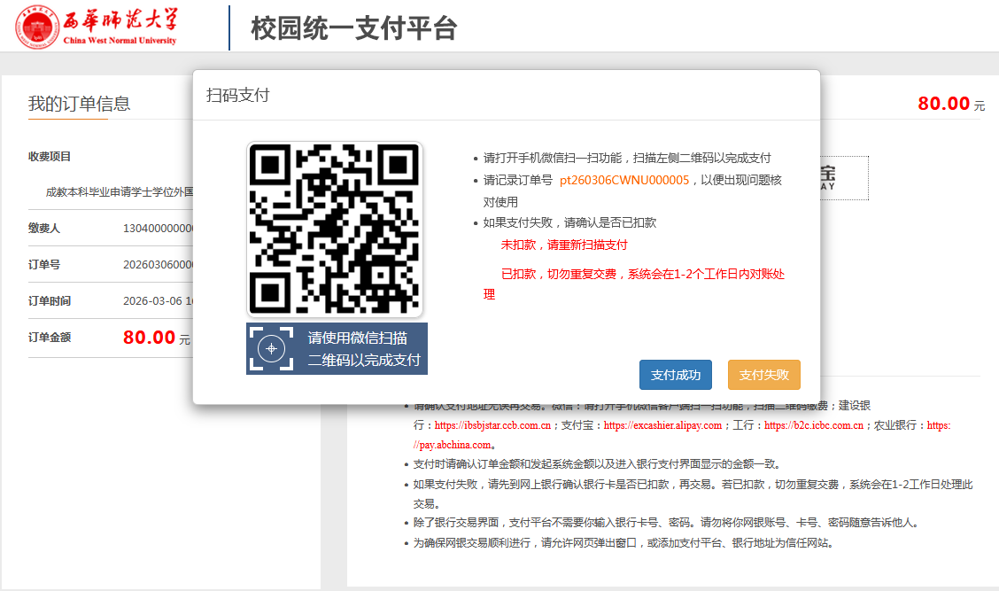 西華师范大学
China West Normal University
校园统一支付平台
我的订单信息
80.00 元
收费项目
成教本科毕业申请学士学位外国
缴费人 13040000000
订单号 20260306000
订单时间 2026-03-06 1
订单金额 80.00 元
扫码支付
请打开手机微信扫一扫功能，扫描左侧二维码以完成支付
请记录订单号 pt260306CWNU000005，以便出现问题核
对使用
如果支付失败，请确认是否已扣款
未扣款，请重新扫描支付
已扣款，切勿重复交费，系统会在1-2个工作日内对账处
理
请使用微信扫描
二维码以完成支付
支付成功 支付失败
宝
AY
请确认支付地址无误再交易。微信：请打开手机微信客户端扫一扫功能，扫描二维码缴费；建设银
行：https://ibsbjstar.ccb.com.cn；支付宝：https://excashier.alipay.com；工行：https://b2c.icbc.com.cn；农业银行：https:
//pay.abchina.com。
支付时请确认订单金额和发起系统金额以及进入银行支付界面显示的金额一致。
如果支付失败，请先到网上银行确认银行卡是否已扣款，再交易。若已扣款，切勿重复交费，系统会在1-2工作日处理此
交易。
除了银行交易界面，支付平台不需要你输入银行卡号、密码。请勿将你网银账号、卡号、密码随意告诉他人。
为确保网银交易顺利进行，请允许网页弹出窗口，或添加支付平台、银行地址为信任网站。